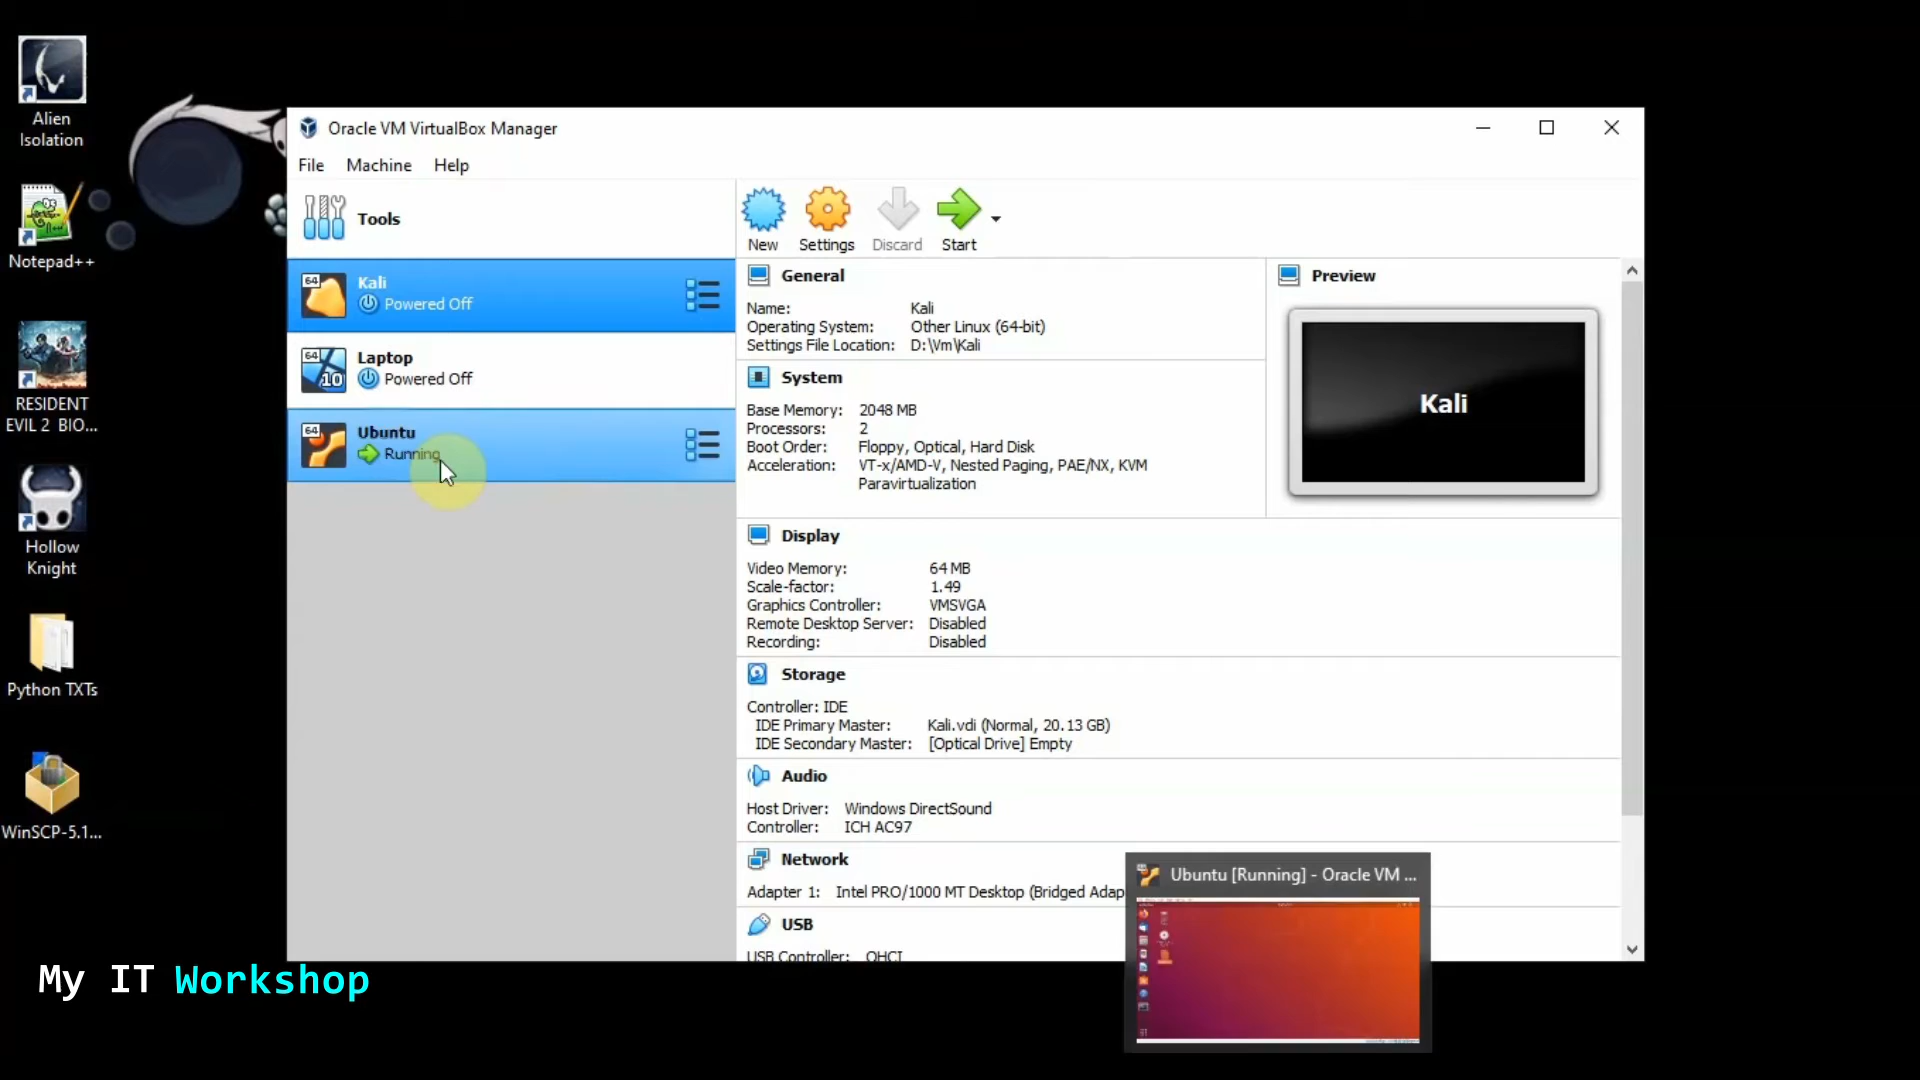 Alien
Isolation
Notepad++
RESIDENT
EVIL 2 BIO...
Hollow
Knight
Python TXTs
WinSCP-5.1...
Oracle VM VirtualBox Manager
File Machine Help
Tools
64
Kali
Powered Off
64
10
Laptop
Powered Off
64
Ubuntu
Running
New Settings Discard Start
General
Name: Kali
Operating System: Other Linux (64-bit)
Settings File Location: D:\Vm\Kali
System
Base Memory: 2048 MB
Processors: 2
Boot Order: Floppy, Optical, Hard Disk
Acceleration: VT-x/AMD-V, Nested Paging, PAE/NX, KVM
Paravirtualization
Preview
Kali
Display
Video Memory: 64 MB
Scale-factor: 1.49
Graphics Controller: VMSVGA
Remote Desktop Server: Disabled
Recording: Disabled
Storage
Controller: IDE
IDE Primary Master: Kali.vdi (Normal, 20.13 GB)
IDE Secondary Master: [Optical Drive] Empty
Audio
Host Driver: Windows DirectSound
Controller: ICH AC97
Network
Adapter 1: Intel PRO/1000 MT Desktop (Bridged Adap
USB
USB Controller: OHCI
Ubuntu [Running] - Oracle VM ...
My IT Workshop